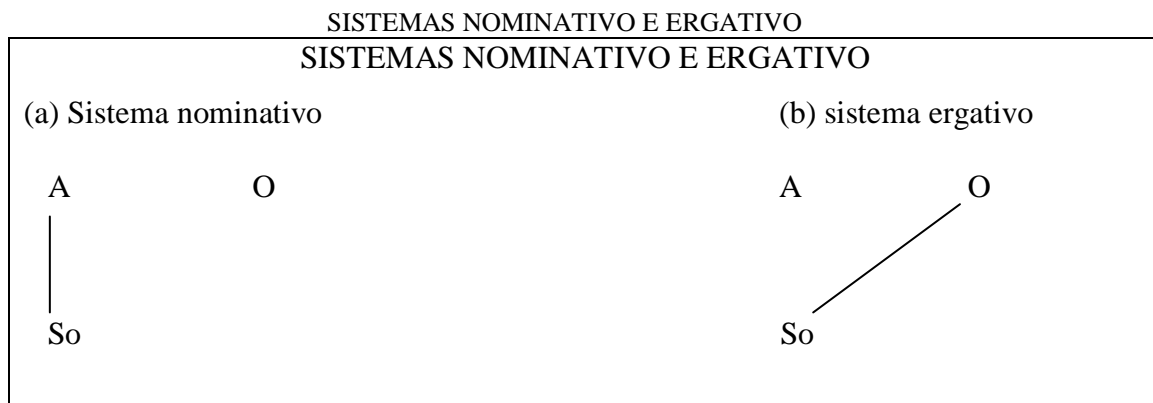 SISTEMAS NOMINATIVO E ERGATIVO
SISTEMAS NOMINATIVO E ERGATIVO
(a) Sistema nominativo (b) sistema ergativo
A O A O
So So